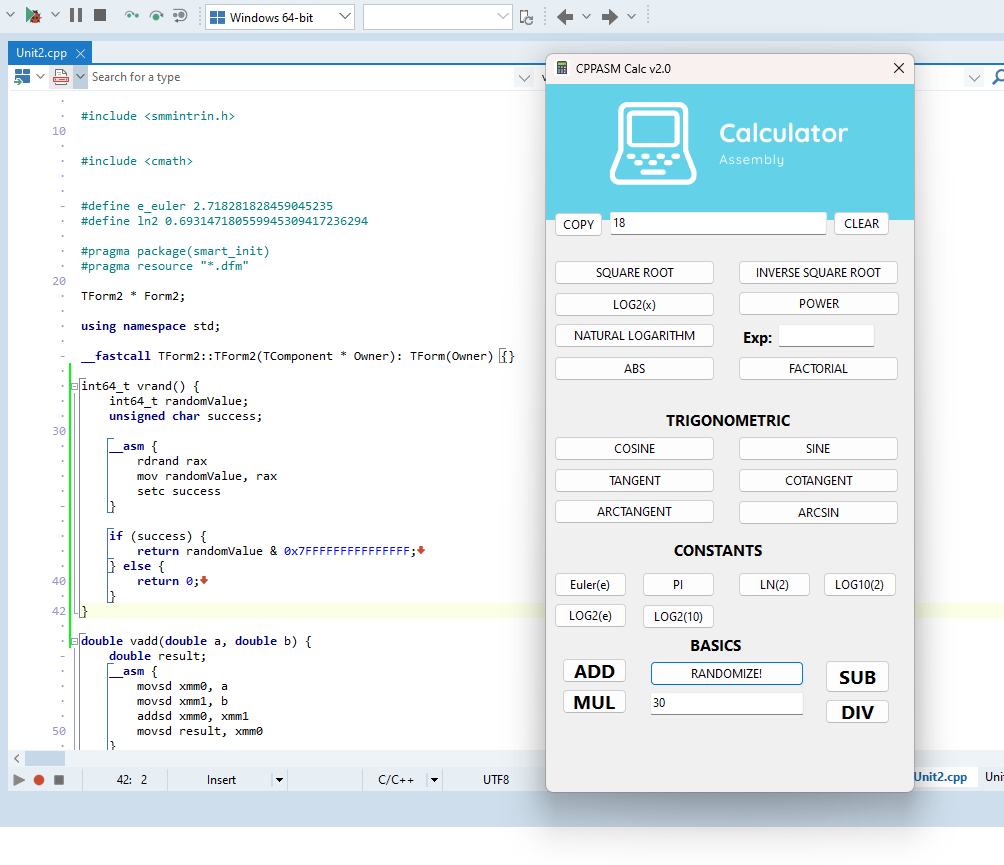 Windows 64-bit
Unit2.cpp
Search for a type
#include <smmintrin.h>
10
#include <cmath>
#define e_euler 2.718281828459045235
#define ln2 0.693147180559945309417236294
#pragma package(smart_init)
#pragma resource "*.dfm"
20
TForm2 * Form2;
using namespace std;
__fastcall TForm2::TForm2(TComponent * Owner): TForm(Owner) {}
int64_t vrand() {
int64_t randomValue;
unsigned char success;
30
__asm {
rdrand rax
mov randomValue, rax
setc success
}
if (success) {
return randomValue & 0x7FFFFFFFFFFFFFFF;
} else {
40 return 0;
}
42 }
double vadd(double a, double b) {
double result;
__asm {
movsd xmm0, a
movsd xmm1, b
addsd xmm0, xmm1
50 movsd result, xmm0
}
42: 2 Insert C/C++ UTF8
Unit2.cpp Uni
CPPASM Calc v2.0
Calculator
Assembly
COPY 18 CLEAR
SQUARE ROOT INVERSE SQUARE ROOT
LOG2(x) POWER
NATURAL LOGARITHM Exp:
ABS FACTORIAL
TRIGONOMETRIC
COSINE SINE
TANGENT COTANGENT
ARCTANGENT ARCSIN
CONSTANTS
Euler(e) PI LN(2) LOG10(2)
LOG2(e) LOG2(10)
BASICS
ADD RANDOMIZE! SUB
MUL 30 DIV